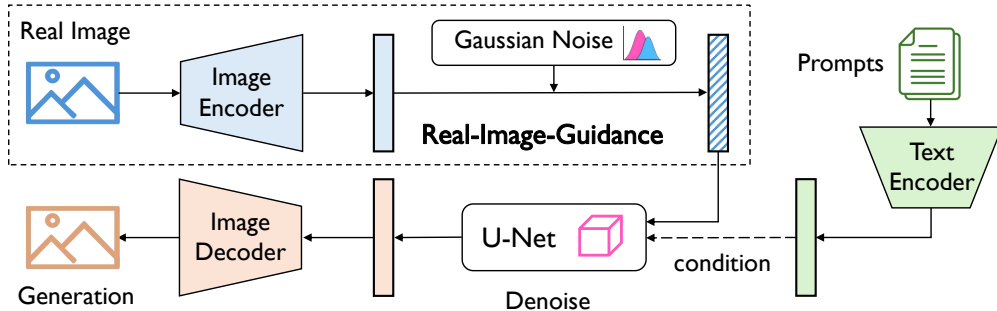 Real Image
Image
Encoder
Gaussian Noise
Real-Image-Guidance
Prompts
Text
Encoder
Generation
Image
Decoder
U-Net
Denoise
condition